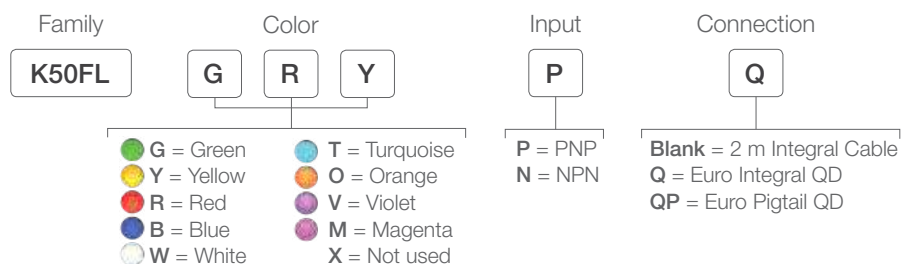 Family Color Input Connection
K50FL G R Y P Q
G = Green T = Turquoise P = PNP Blank = 2 m Integral Cable
Y = Yellow O = Orange N = NPN Q = Euro Integral QD
R = Red V = Violet QP = Euro Pigtail QD
B = Blue M = Magenta
W = White X = Not used